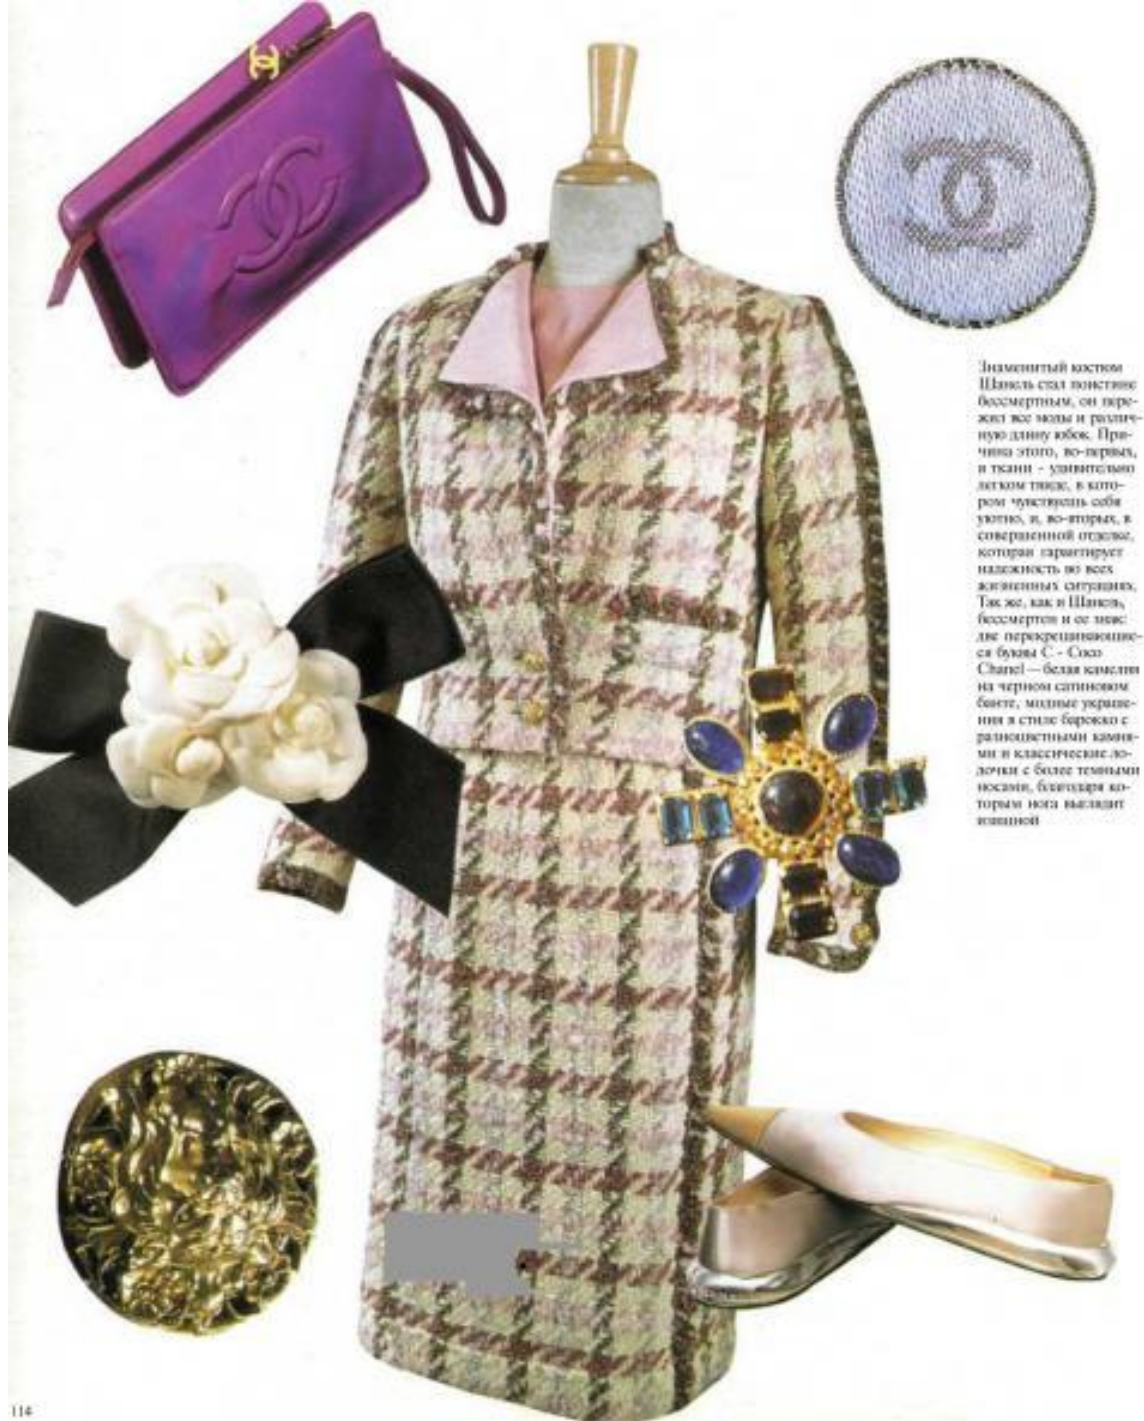 Знаменитый костюм
Шанель стал поистине
бессмертным, он пере-
жил все моды и различ-
ную длину юбок. При-
чина этого, во-первых,
в ткани - удивительно
легком твиде, в кото-
ром чувствуешь себя
уютно, и, во-вторых, в
совершенной отделке,
которая гарантирует
надежность во всех
жизненных ситуациях.
Так же, как и Шанель,
бессмертен и ее знак:
две перекрещивающие-
ся буквы С - Coco
Chanel — белая камелия
на черном сатиновом
банте, модные украше-
ния в стиле барокко с
разноцветными камня-
ми и классические ло-
дочки с более темными
носами, благодаря ко-
торым нога выглядит
изящной
114